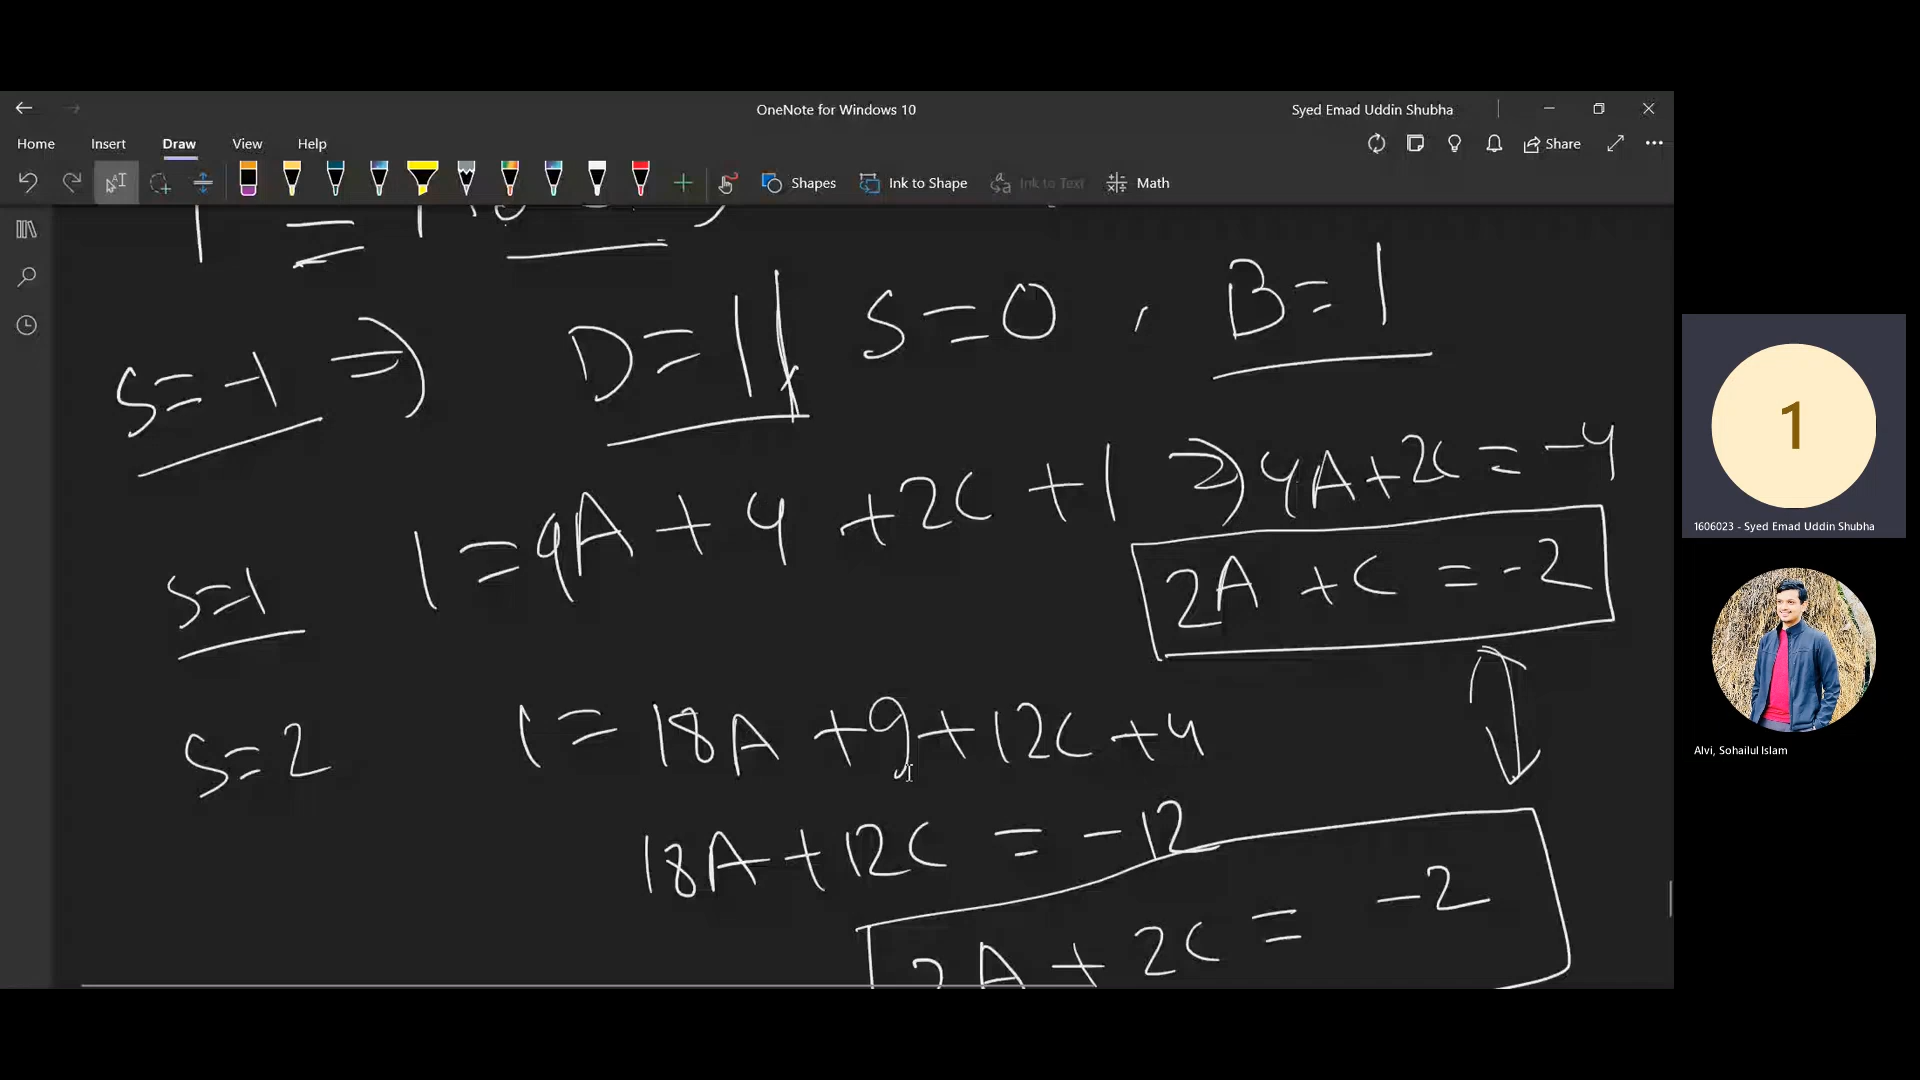 OneNote for Windows 10
Syed Emad Uddin Shubha
Home Insert Draw View Help
Share
Shapes Ink to Shape Ink to Text Math
S=-1 ⇒ D=1 S=0, B=1
S=1 1=4A+4+2C+1 ⇒ 4A+2C=-4
2A+C=-2
S=2 1=18A+9+12C+4
18A+12C=-12
A+2C=-2
1
1606023 - Syed Emad Uddin Shubha
Alvi, Sohailul Islam